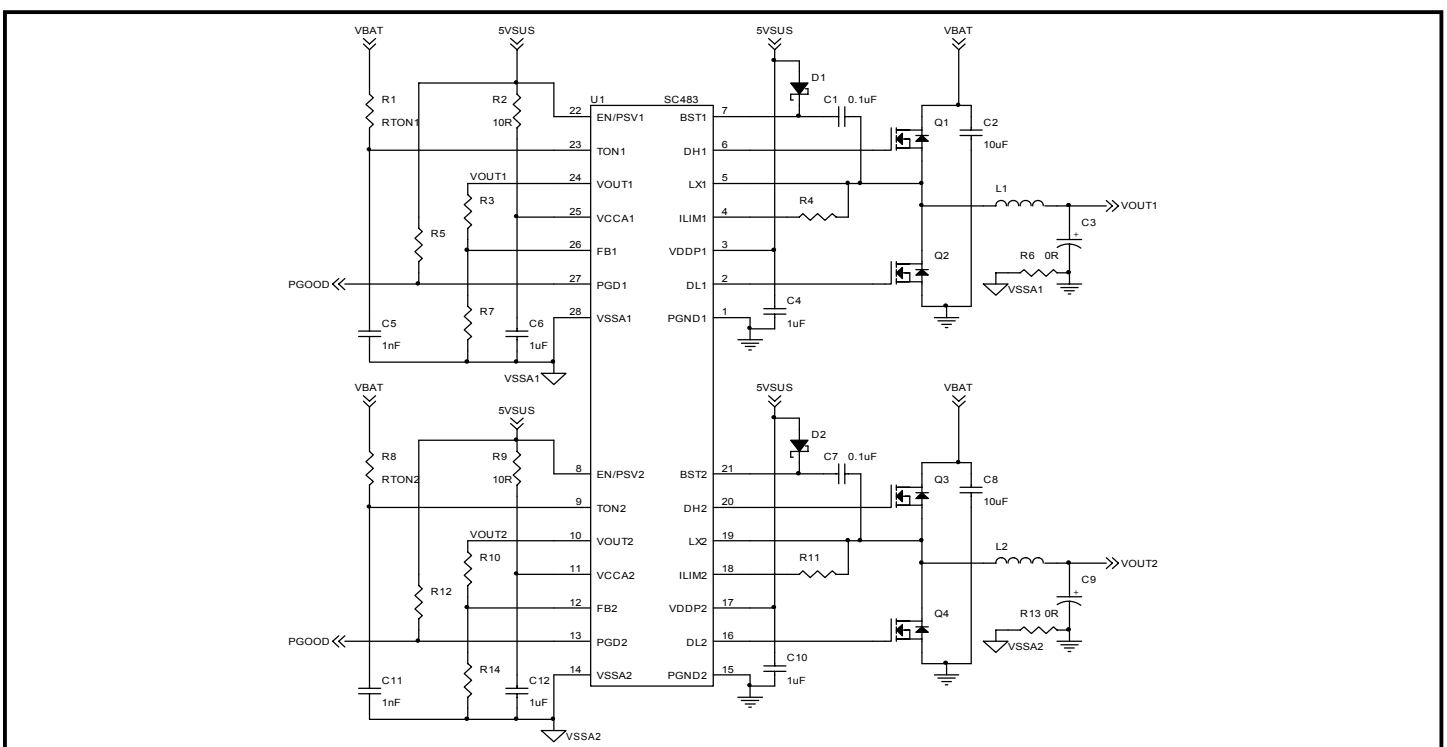 VBAT 5VSUS 5VSUS VBAT
D1
R1 R2 U1 SC483 C1 0.1uF
RTON1 10R 22 EN/PSV1 BST1 7 Q1 C2
10uF
23 TON1 DH1 6
VOUT1 24 VOUT1 LX1 5 L1
R3 R4 VOUT1
25 VCCA1 ILIM1 4 C3
+
R5 26 FB1 VDDP1 3 Q2 R6 0R
PGOOD 27 PGD1 DL1 2 VSSA1
R7 C4
C5 C6 28 VSSA1 PGND1 1 1uF
1nF 1uF
VSSA1
VBAT 5VSUS VBAT
5VSUS
D2
R8 R9 C7 0.1uF
RTON2 10R 8 EN/PSV2 BST2 21 Q3 C8
10uF
9 TON2 DH2 20
VOUT2 10 VOUT2 LX2 19 L2
R10 R11 VOUT2
11 VCCA2 ILIM2 18 C9
+
R12 12 FB2 VDDP2 17 Q4 R13 0R
PGOOD 13 PGD2 DL2 16 VSSA2
R14 C10
C11 C12 14 VSSA2 PGND2 15 1uF
1nF 1uF
VSSA2